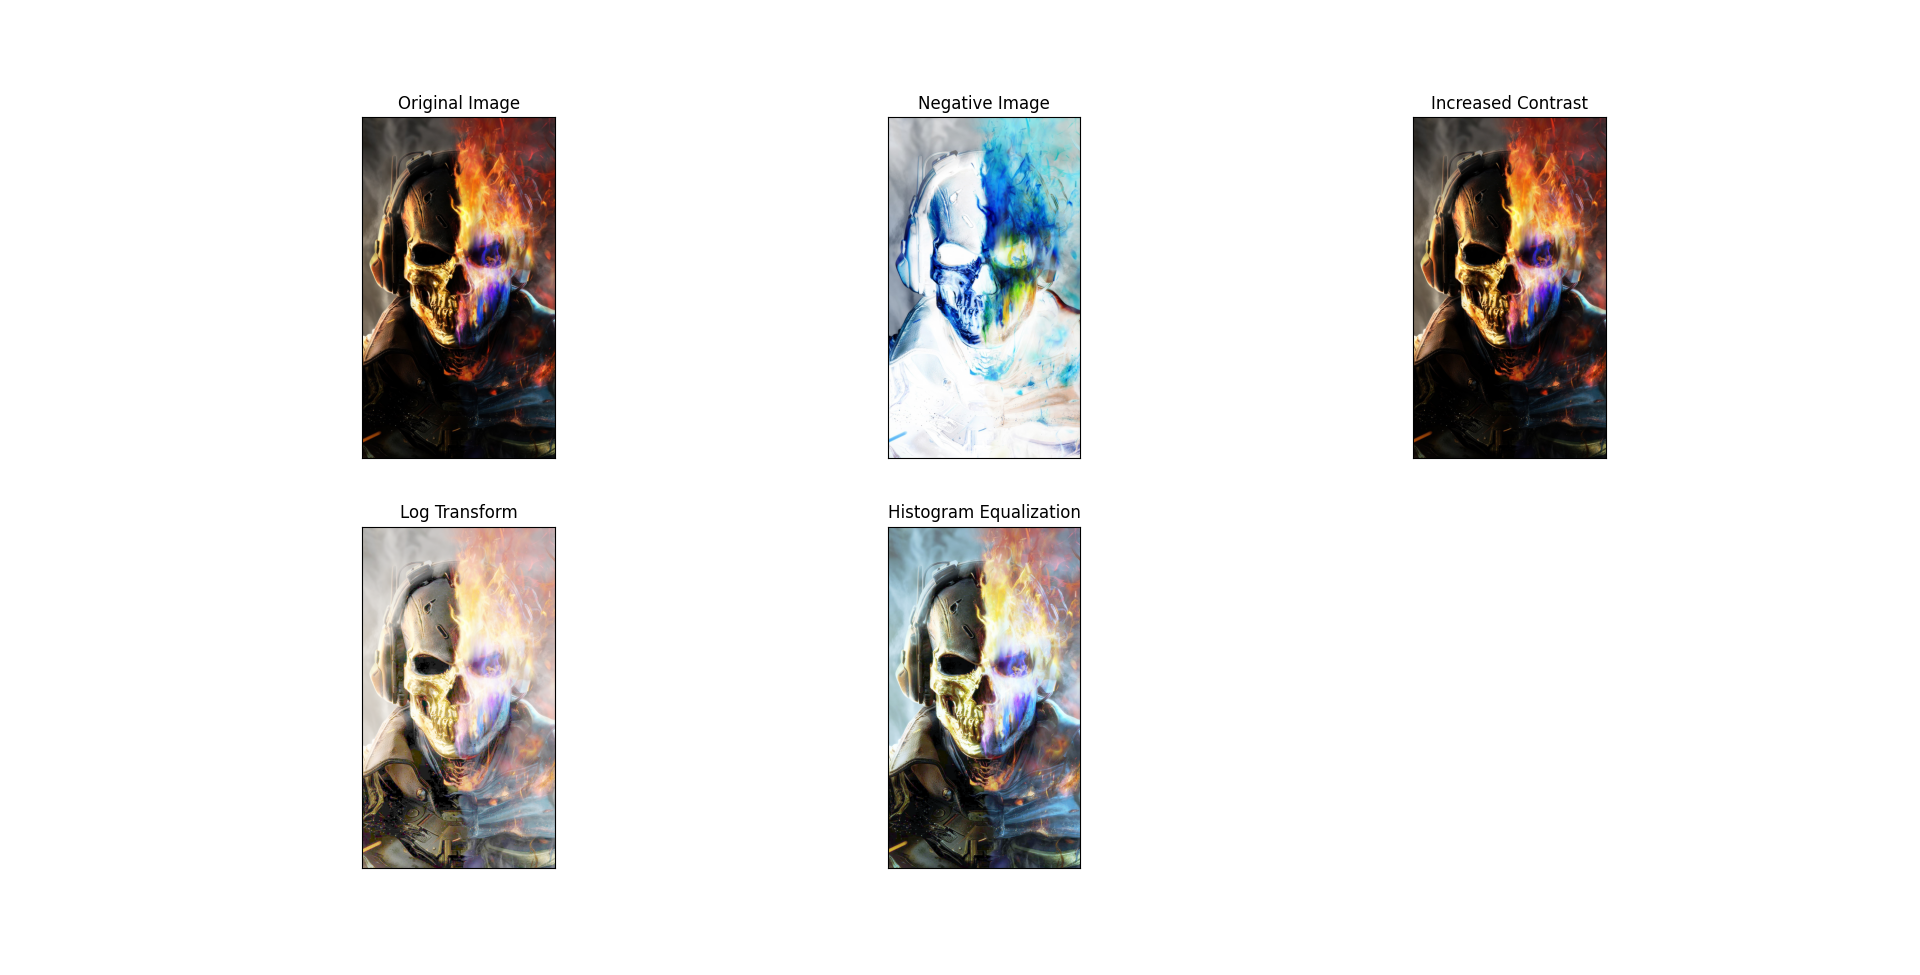 Original Image
Negative Image
Increased Contrast
Log Transform
Histogram Equalization